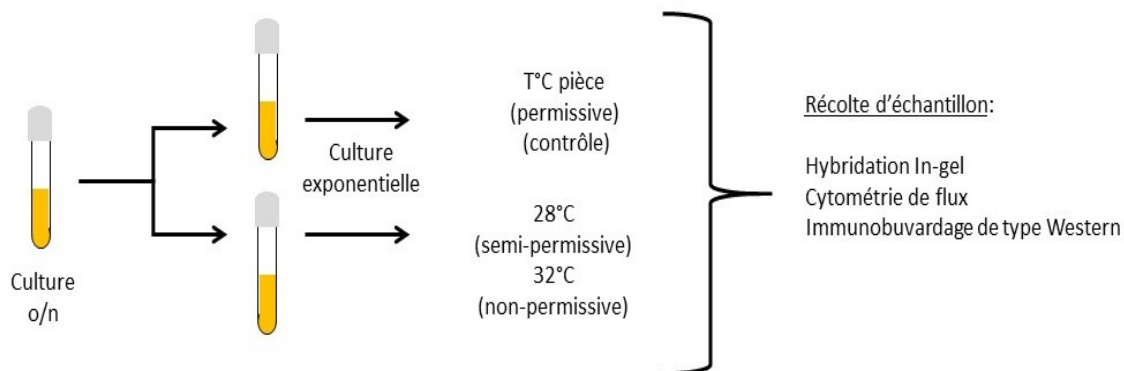 Culture
o/n
Culture
exponentielle
T°C pièce
(permissive)
(contrôle)
28°C
(semi-permissive)
32°C
(non-permissive)
Récolte d’échantillon:
Hybridation In-gel
Cytométrie de flux
Immunobuvardage de type Western